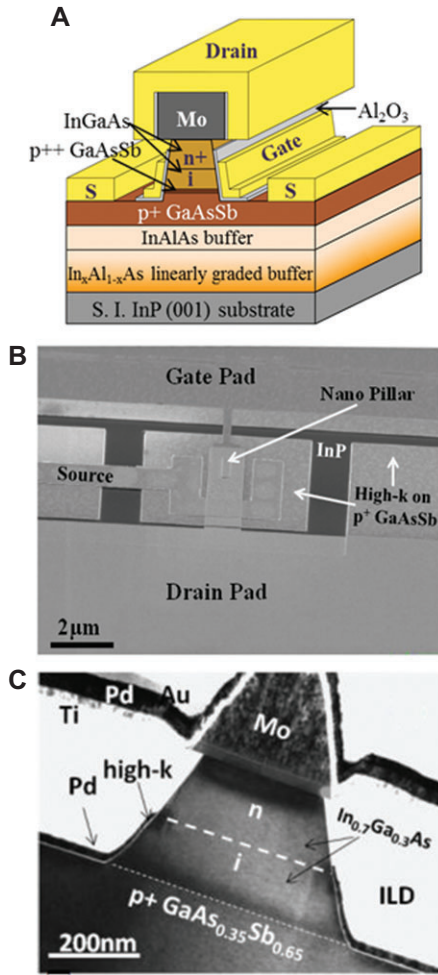 A
Drain
Mo
Al₂O₃
InGaAs
n+
Gate
p++ GaAsSb
i
S
S
p+ GaAsSb
InAlAs buffer
InₓAl₁₋ₓAs linearly graded buffer
S. I. InP (001) substrate
B
Gate Pad
Nano Pillar
InP
Source
High-k on
p⁺ GaAsSb
Drain Pad
2μm
C
Pd
Au
Ti
Mo
high-k
Pd
n
In₀.₇Ga₀.₃As
i
ILD
p+ GaAs₀.₃₅Sb₀.₆₅
200nm